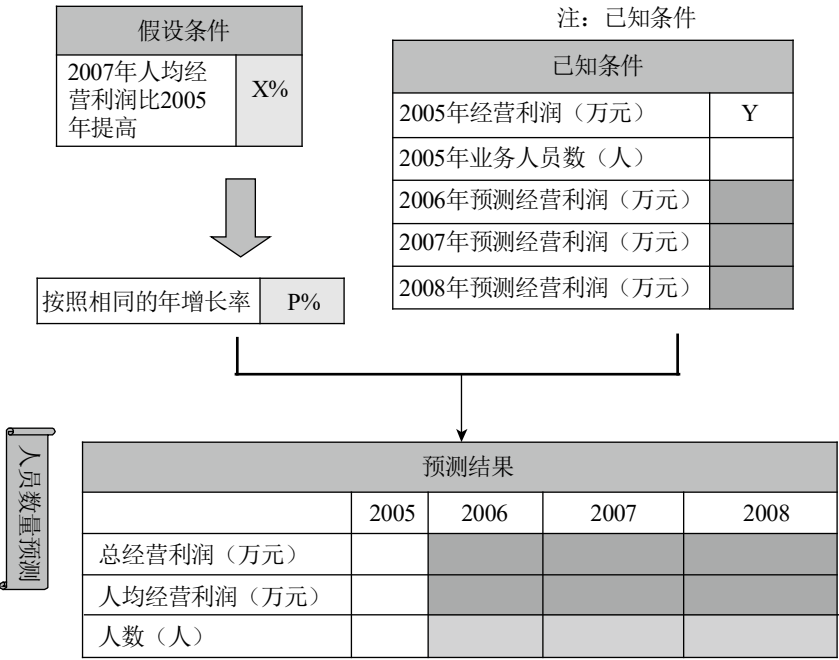 假设条件
2007年人均经
营利润比2005
年提高
X%
按照相同的年增长率
P%
注：已知条件
已知条件
2005年经营利润（万元）
Y
2005年业务人员数（人）
2006年预测经营利润（万元）
2007年预测经营利润（万元）
2008年预测经营利润（万元）
人员数量预测
预测结果
2005 2006 2007 2008
总经营利润（万元）
人均经营利润（万元）
人数（人）